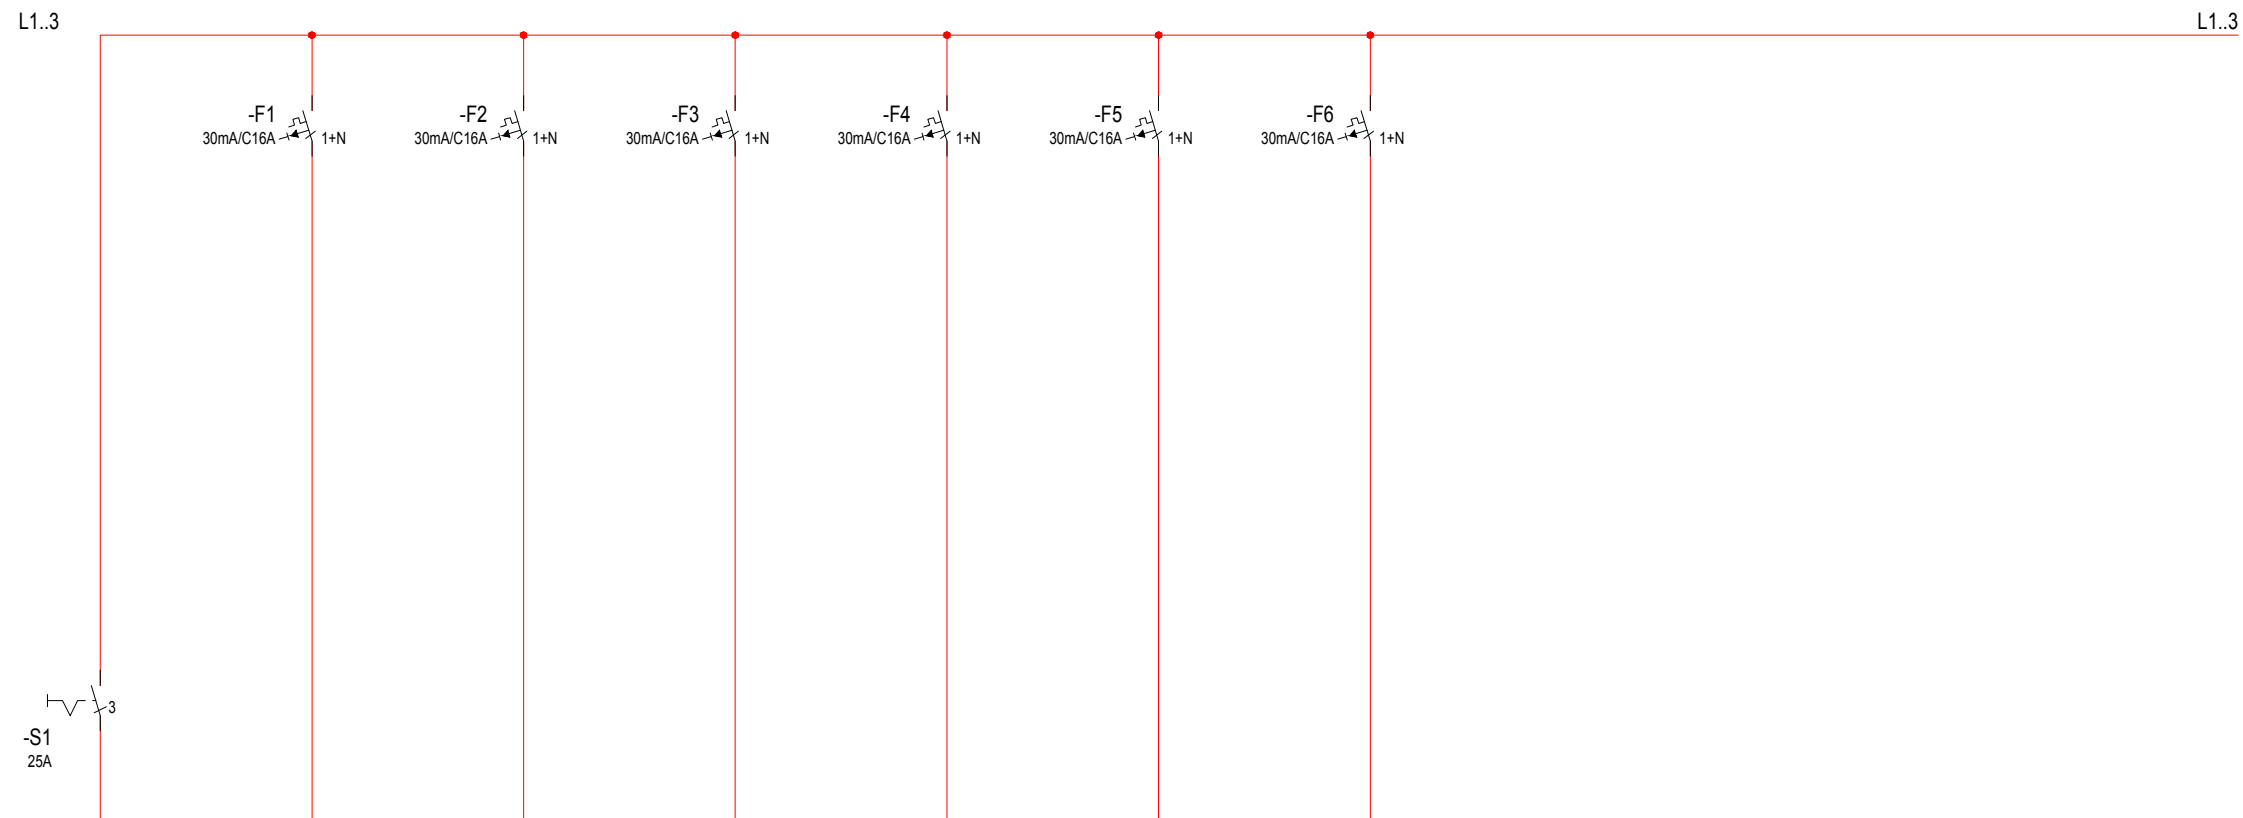 L1..3
L1..3
-F1
30mA/C16A
1+N
-F2
30mA/C16A
1+N
-F3
30mA/C16A
1+N
-F4
30mA/C16A
1+N
-F5
30mA/C16A
1+N
-F6
30mA/C16A
1+N
3
-S1
25A